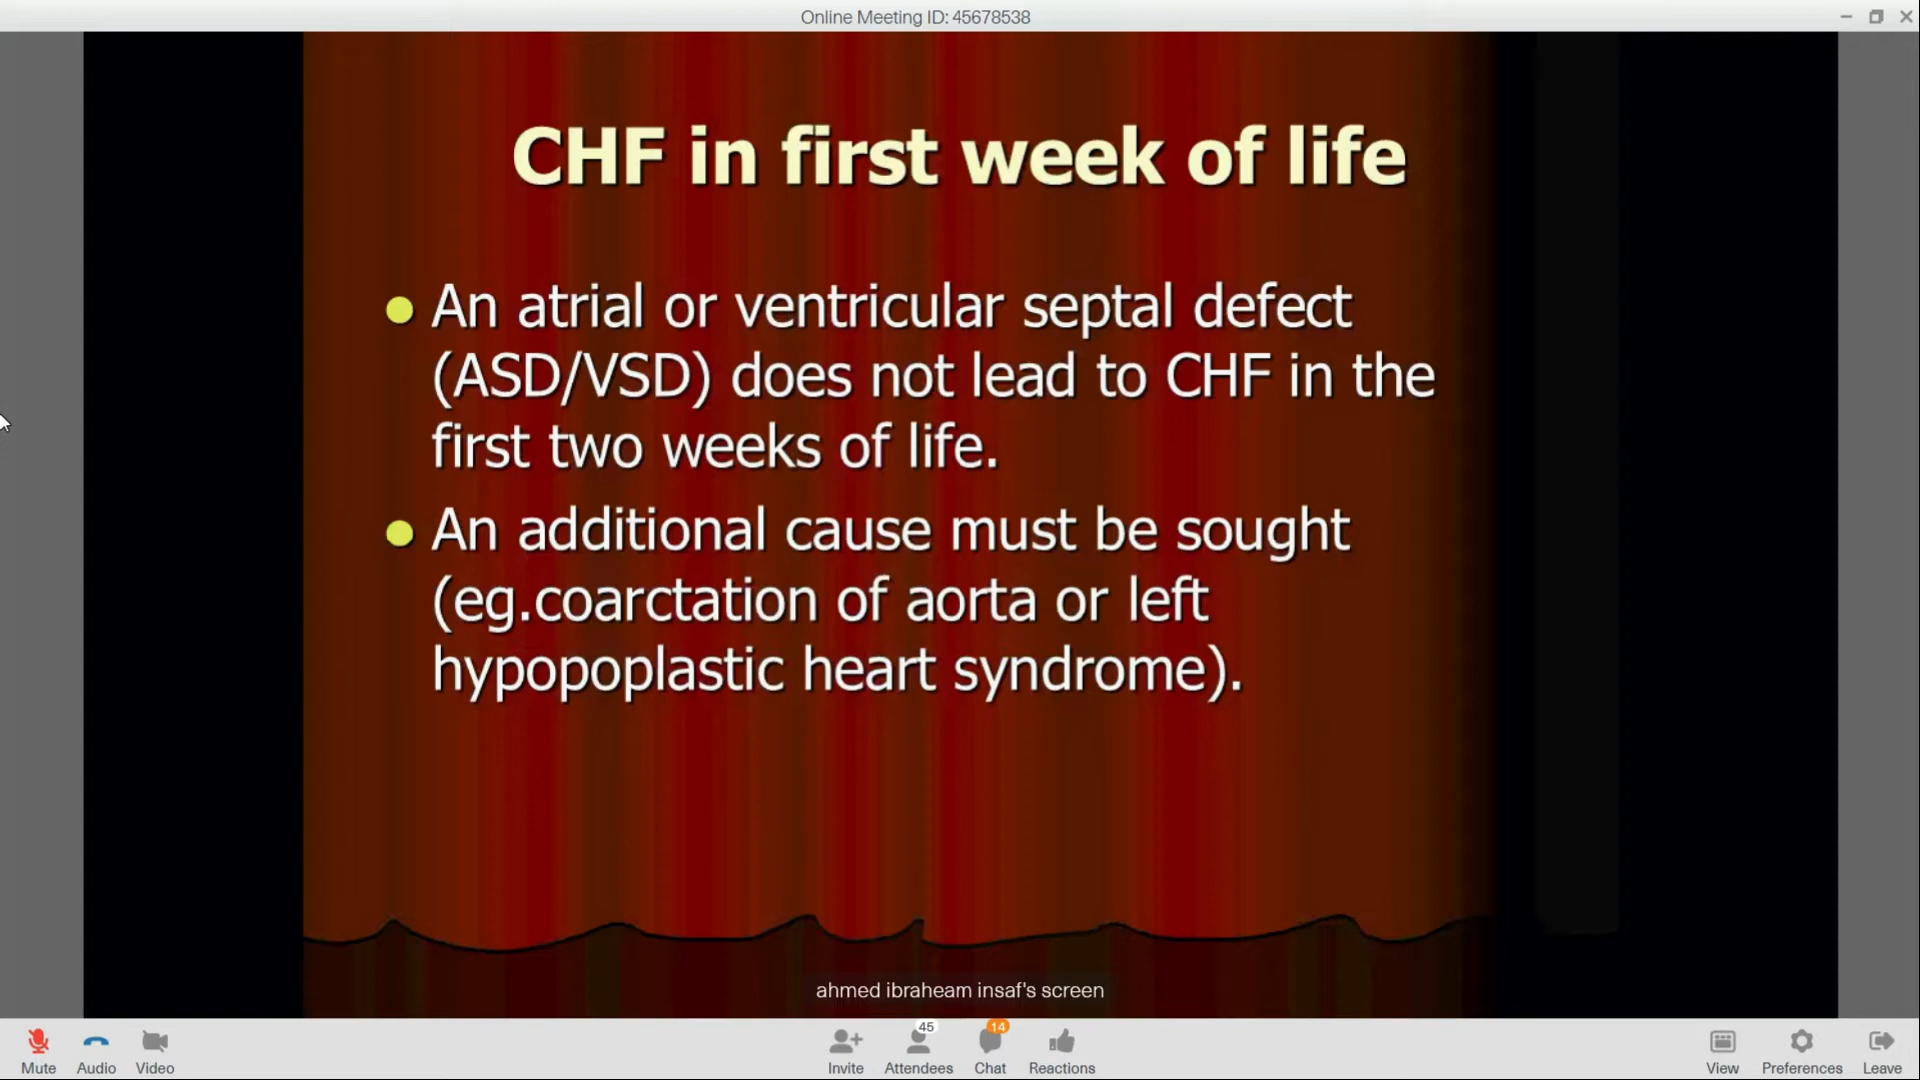 Online Meeting ID: 45678538
CHF in first week of life
An atrial or ventricular septal defect
(ASD/VSD) does not lead to CHF in the
first two weeks of life.
An additional cause must be sought
(eg.coarctation of aorta or left
hypopoplastic heart syndrome).
ahmed ibraheam insaf's screen
45
14
Mute Audio Video Invite Attendees Chat Reactions View Preferences Leave